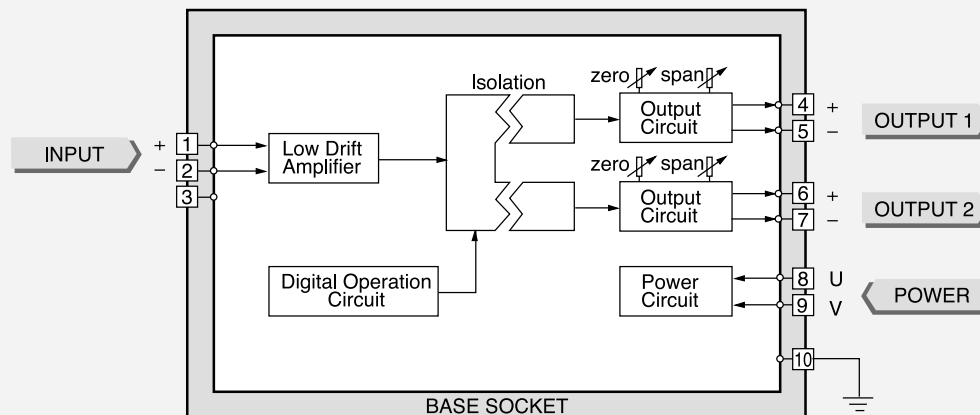 Isolation
zero span
zero span
INPUT
+ 1
− 2
3
Low Drift
Amplifier
Output
Circuit
Output
Circuit
4 +
5 −
OUTPUT 1
6 +
7 −
OUTPUT 2
Digital Operation
Circuit
Power
Circuit
8 U
9 V
POWER
10
BASE SOCKET